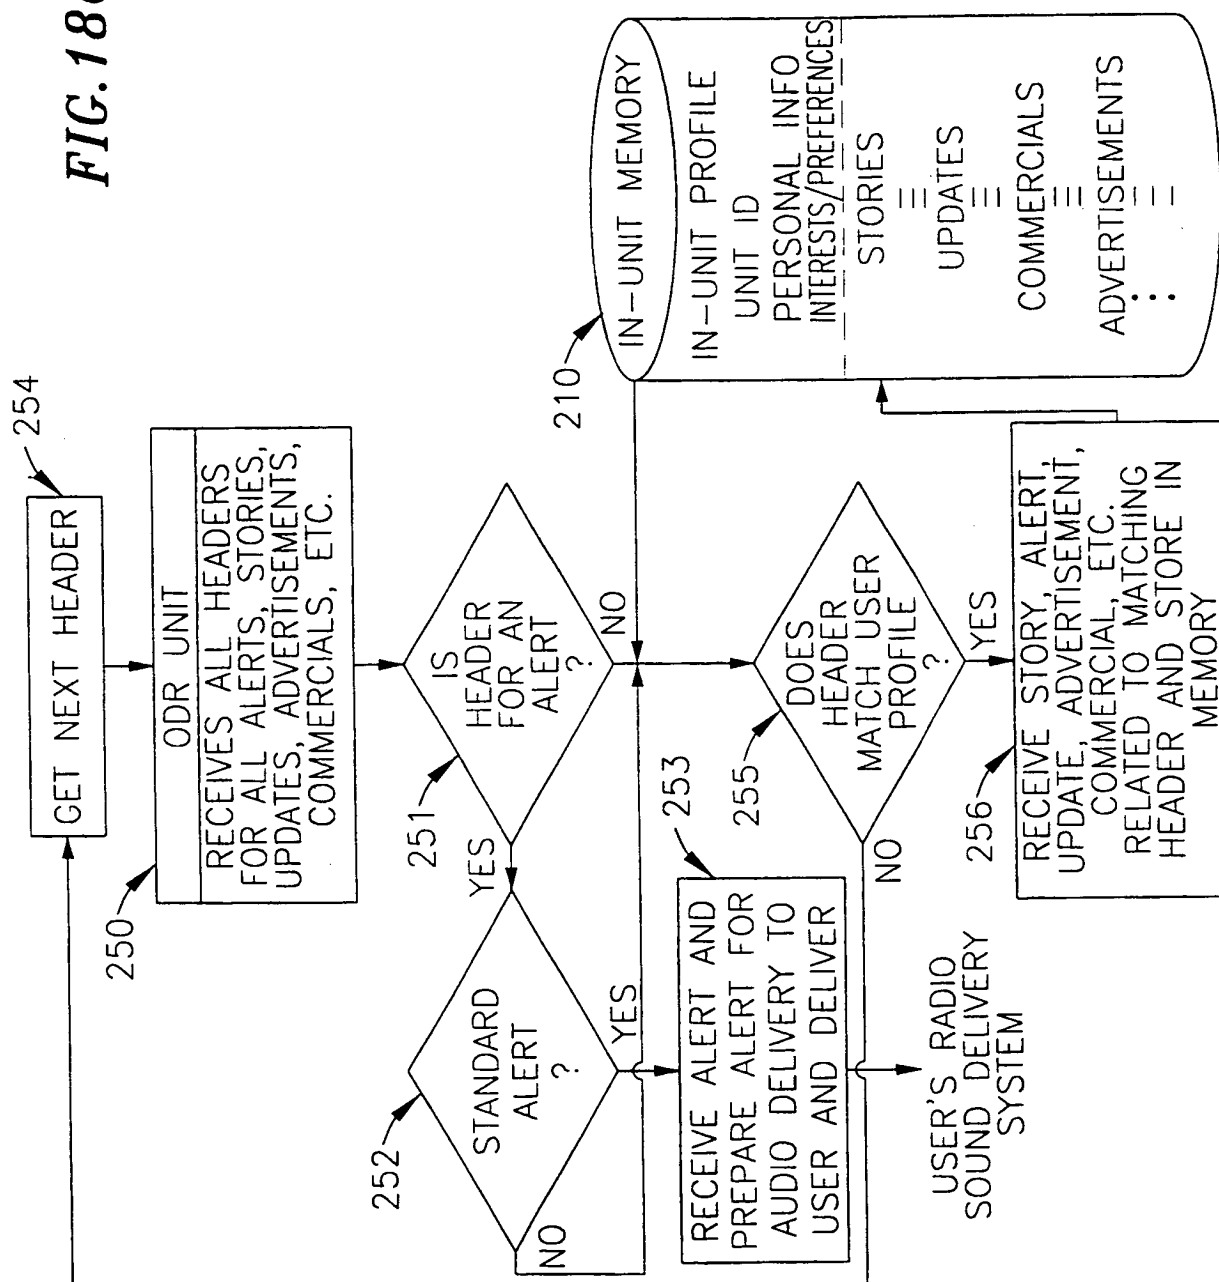 FIG.18
254
GET NEXT HEADER
250
ODR UNIT
RECEIVES ALL HEADERS
FOR ALL ALERTS, STORIES,
UPDATES, ADVERTISEMENTS,
COMMERCIALS, ETC.
251
IS
HEADER
FOR AN
ALERT
?
YES
NO
252
STANDARD
ALERT
?
NO
YES
253
RECEIVE ALERT AND
PREPARE ALERT FOR
AUDIO DELIVERY TO
USER AND DELIVER
USER'S RADIO
SOUND DELIVERY
SYSTEM
255
DOES
HEADER
MATCH USER
PROFILE
?
NO
YES
256
RECEIVE STORY, ALERT,
UPDATE, ADVERTISEMENT,
COMMERCIAL, ETC.
RELATED TO MATCHING
HEADER AND STORE IN
MEMORY
210
IN-UNIT MEMORY
IN-UNIT PROFILE
UNIT ID
PERSONAL INFO
INTERESTS/PREFERENCES
STORIES
UPDATES
COMMERCIALS
ADVERTISEMENTS